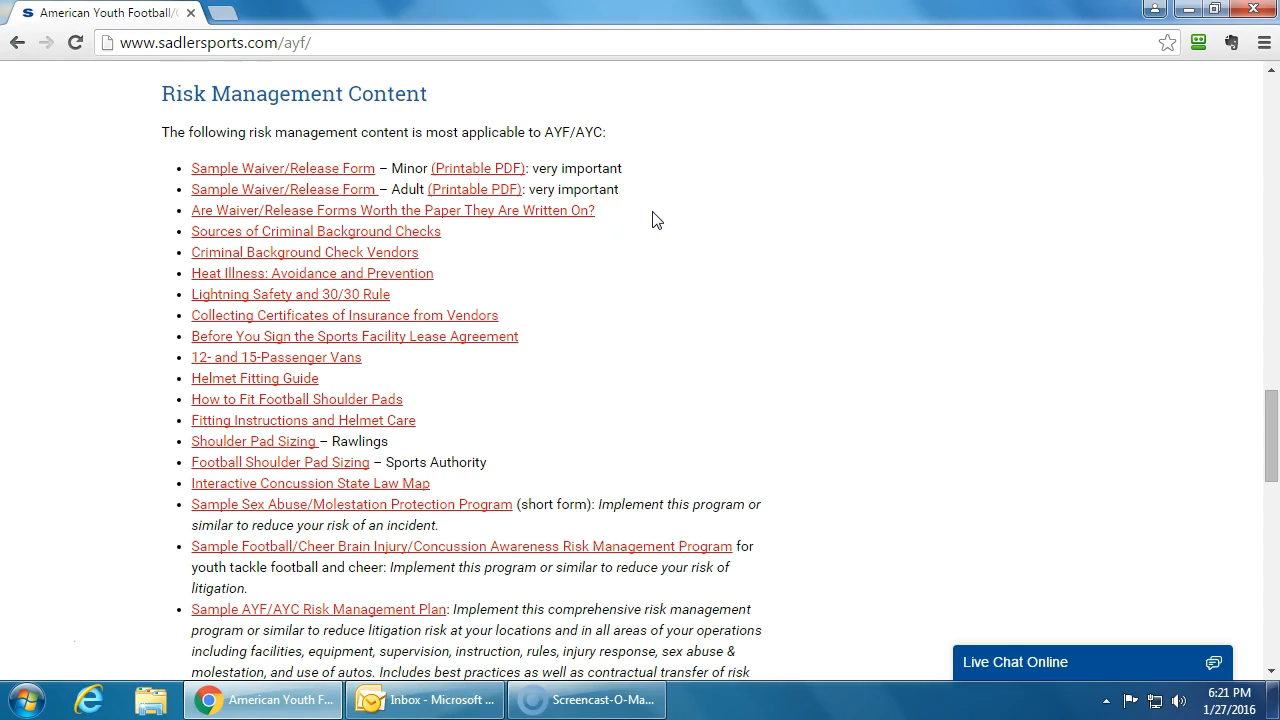 American Youth Football/
www.sadlersports.com/ayf/
Risk Management Content
The following risk management content is most applicable to AYF/AYC:
• Sample Waiver/Release Form – Minor (Printable PDF): very important
• Sample Waiver/Release Form – Adult (Printable PDF): very important
• Are Waiver/Release Forms Worth the Paper They Are Written On?
• Sources of Criminal Background Checks
• Criminal Background Check Vendors
• Heat Illness: Avoidance and Prevention
• Lightning Safety and 30/30 Rule
• Collecting Certificates of Insurance from Vendors
• Before You Sign the Sports Facility Lease Agreement
• 12- and 15-Passenger Vans
• Helmet Fitting Guide
• How to Fit Football Shoulder Pads
• Fitting Instructions and Helmet Care
• Shoulder Pad Sizing – Rawlings
• Football Shoulder Pad Sizing – Sports Authority
• Interactive Concussion State Law Map
• Sample Sex Abuse/Molestation Protection Program (short form): Implement this program or
similar to reduce your risk of an incident.
• Sample Football/Cheer Brain Injury/Concussion Awareness Risk Management Program for
youth tackle football and cheer: Implement this program or similar to reduce your risk of
litigation.
• Sample AYF/AYC Risk Management Plan: Implement this comprehensive risk management
program or similar to reduce litigation risk at your locations and in all areas of your operations
including facilities, equipment, supervision, instruction, rules, injury response, sex abuse &
molestation, and use of autos. Includes best practices as well as contractual transfer of risk
Live Chat Online
American Youth F...
Inbox - Microsoft ...
Screencast-O-Ma...
6:21 PM
1/27/2016